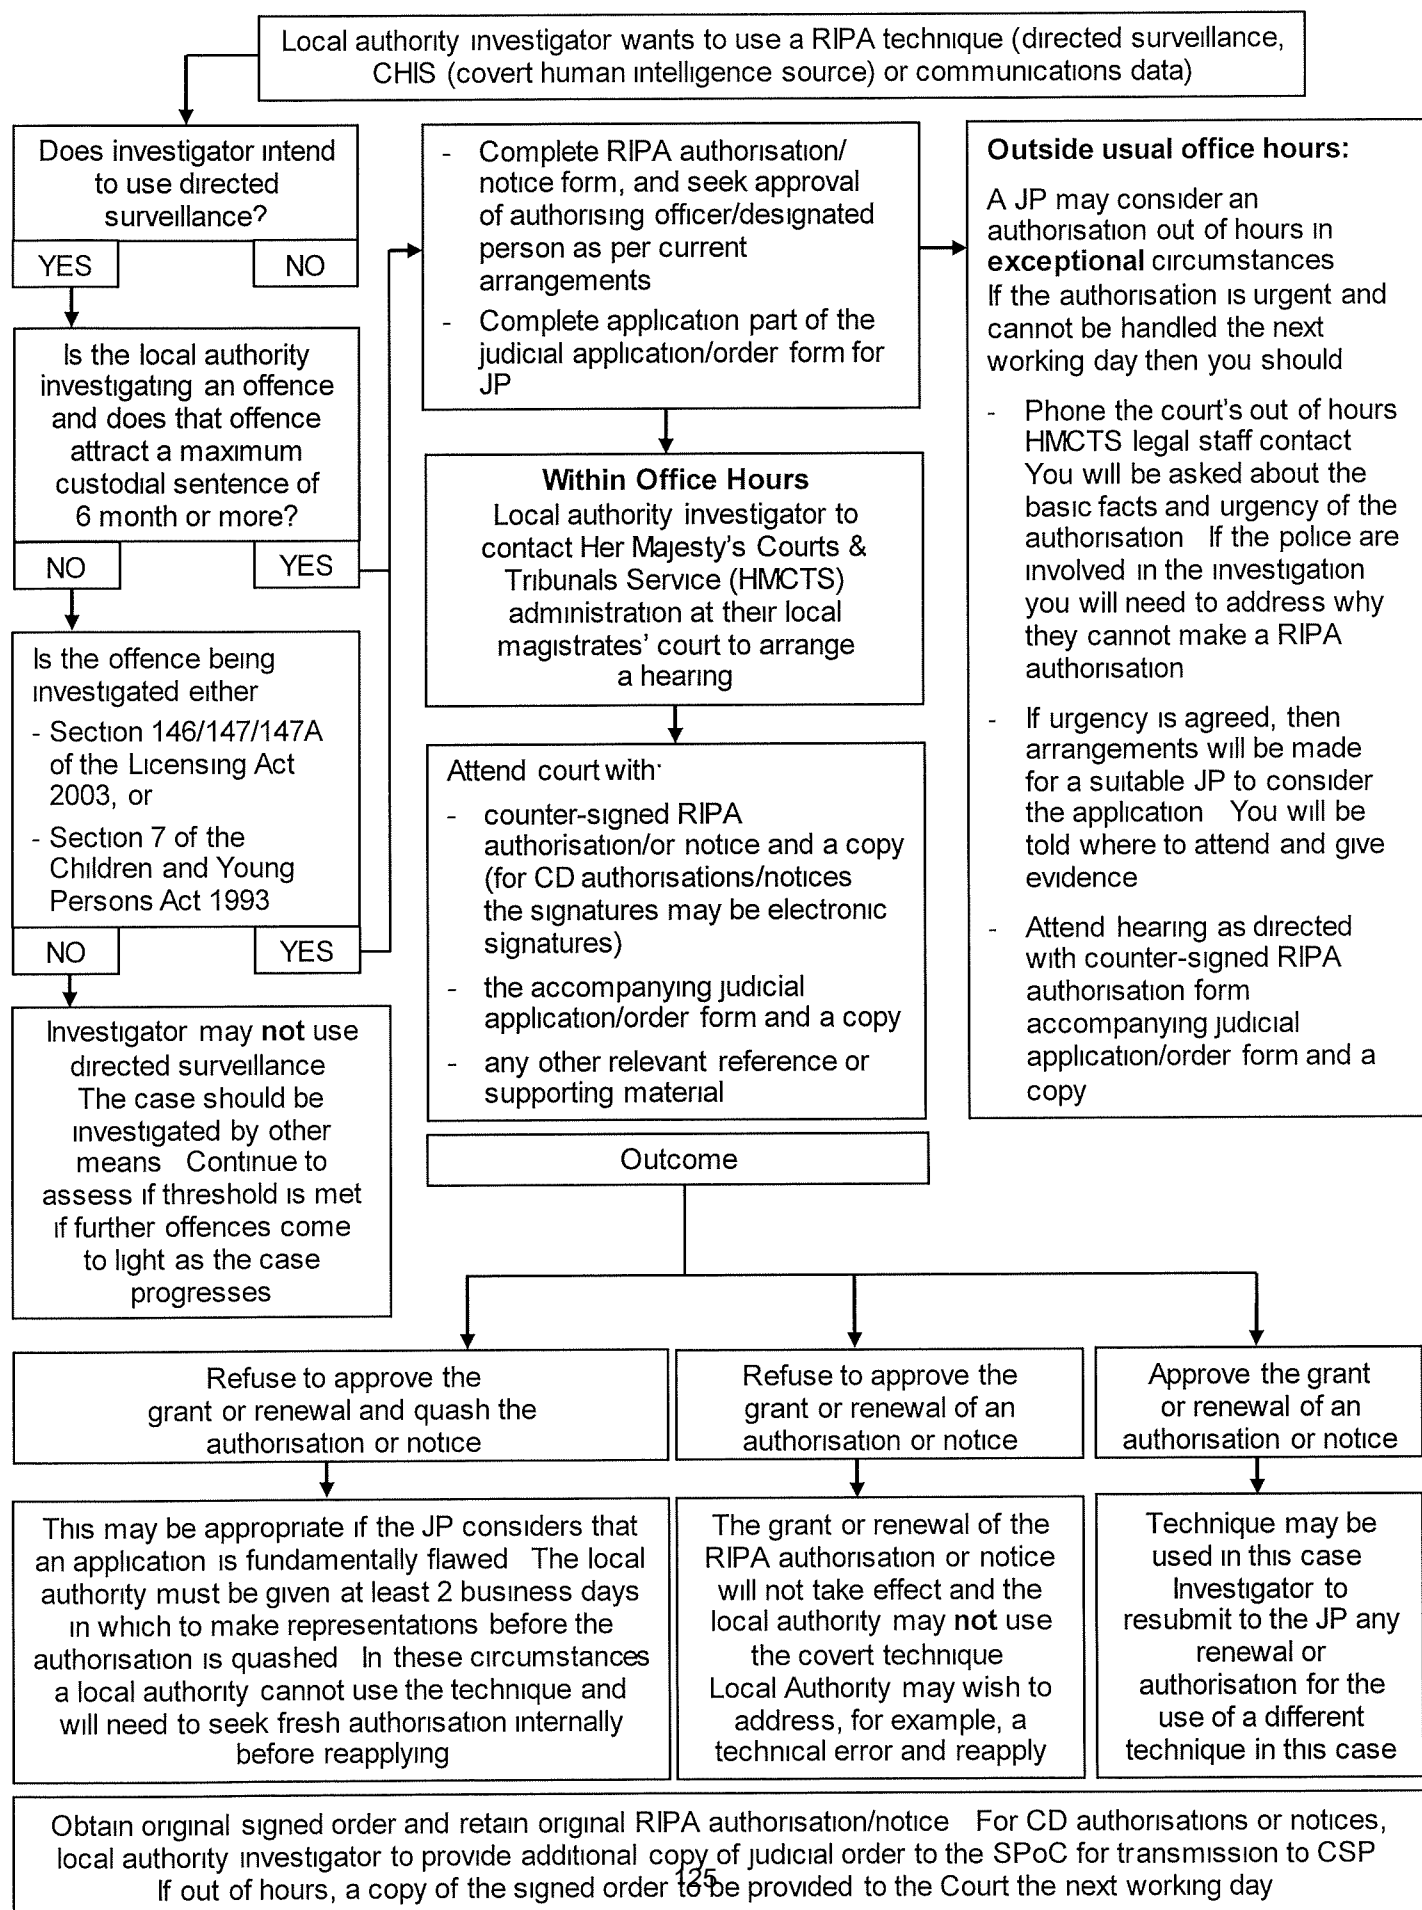 Local authority investigator wants to use a RIPA technique (directed surveillance,
CHIS (covert human intelligence source) or communications data)
Does investigator intend
to use directed
surveillance?
YES
NO
Is the local authority
investigating an offence
and does that offence
attract a maximum
custodial sentence of
6 month or more?
NO
YES
Is the offence being
investigated either
- Section 146/147/147A
of the Licensing Act
2003, or
- Section 7 of the
Children and Young
Persons Act 1993
NO
YES
Investigator may not use
directed surveillance
The case should be
investigated by other
means Continue to
assess if threshold is met
if further offences come
to light as the case
progresses
- Complete RIPA authorisation/
notice form, and seek approval
of authorising officer/designated
person as per current
arrangements
- Complete application part of the
judicial application/order form for
JP
Within Office Hours
Local authority investigator to
contact Her Majesty's Courts &
Tribunals Service (HMCTS)
administration at their local
magistrates' court to arrange
a hearing
Attend court with:
- counter-signed RIPA
authorisation/or notice and a copy
(for CD authorisations/notices
the signatures may be electronic
signatures)
- the accompanying judicial
application/order form and a copy
- any other relevant reference or
supporting material
Outside usual office hours:
A JP may consider an
authorisation out of hours in
exceptional circumstances
If the authorisation is urgent and
cannot be handled the next
working day then you should
- Phone the court's out of hours
HMCTS legal staff contact
You will be asked about the
basic facts and urgency of the
authorisation If the police are
involved in the investigation
you will need to address why
they cannot make a RIPA
authorisation
- If urgency is agreed, then
arrangements will be made
for a suitable JP to consider
the application You will be
told where to attend and give
evidence
- Attend hearing as directed
with counter-signed RIPA
authorisation form
accompanying judicial
application/order form and a
copy
Outcome
Refuse to approve the
grant or renewal and quash the
authorisation or notice
Refuse to approve the
grant or renewal of an
authorisation or notice
Approve the grant
or renewal of an
authorisation or notice
This may be appropriate if the JP considers that
an application is fundamentally flawed The local
authority must be given at least 2 business days
in which to make representations before the
authorisation is quashed In these circumstances
a local authority cannot use the technique and
will need to seek fresh authorisation internally
before reapplying
The grant or renewal of the
RIPA authorisation or notice
will not take effect and the
local authority may not use
the covert technique
Local Authority may wish to
address, for example, a
technical error and reapply
Technique may be
used in this case
Investigator to
resubmit to the JP any
renewal or
authorisation for the
use of a different
technique in this case
Obtain original signed order and retain original RIPA authorisation/notice For CD authorisations or notices,
local authority investigator to provide additional copy of judicial order to the SPoC for transmission to CSP
If out of hours, a copy of the signed order to be provided to the Court the next working day
125